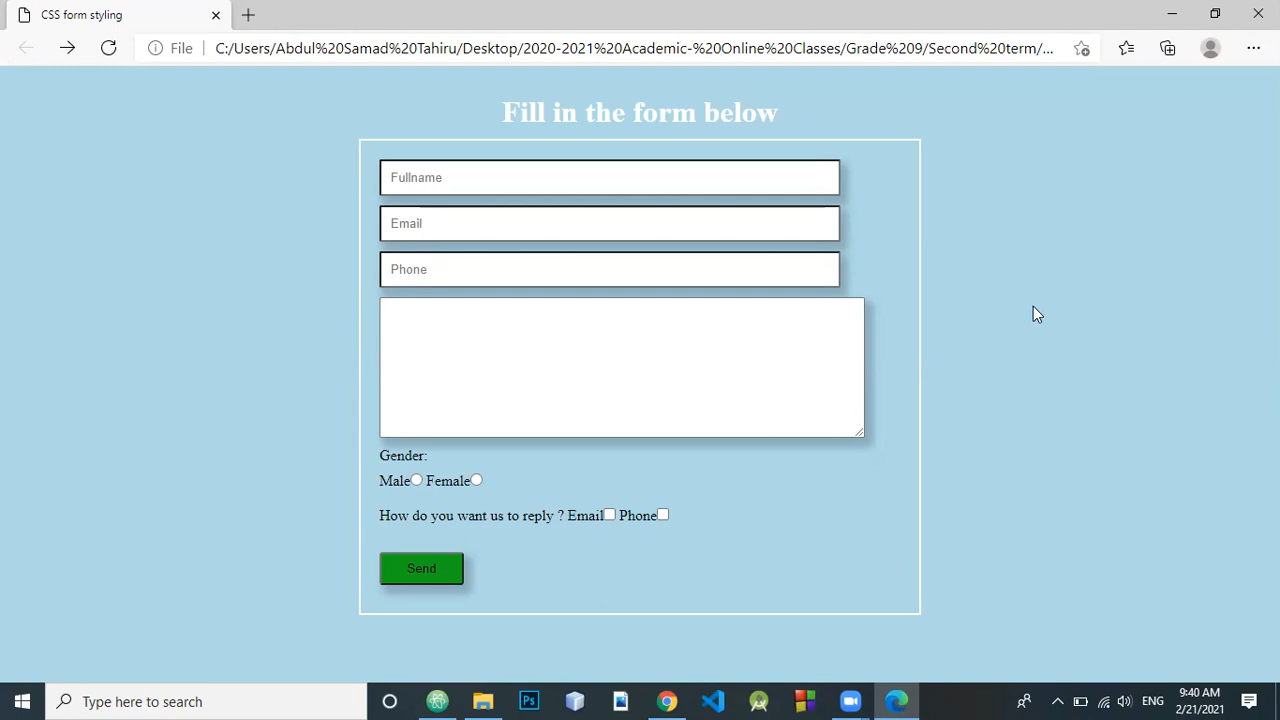 CSS form styling
File
C:/Users/Abdul%20Samad%20Tahiru/Desktop/2020-2021%20Academic-%20Online%20Classes/Grade%209/Second%20term/...
Fill in the form below
Fullname
Email
Phone
Gender:
Male Female
How do you want us to reply ? Email Phone
Send
Type here to search
Ps
ENG
9:40 AM
2/21/2021